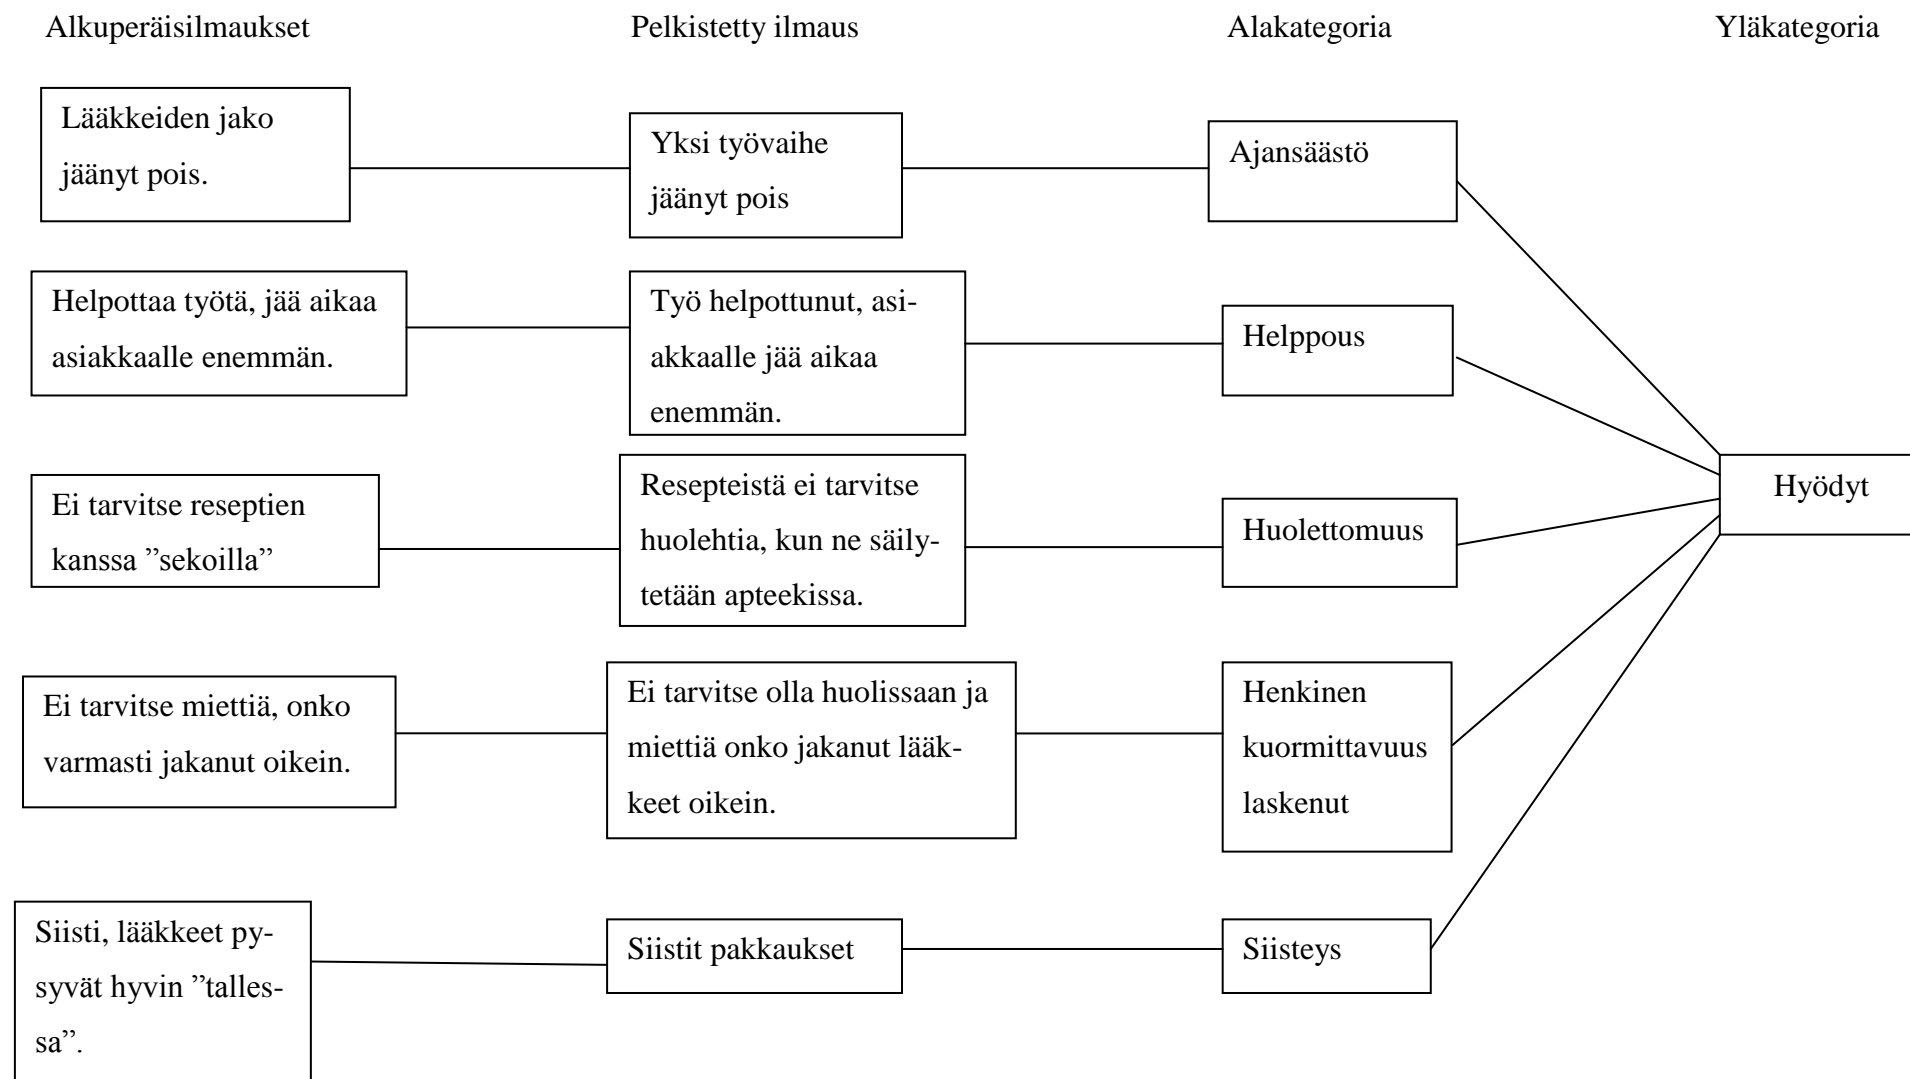 Alkuperäisilmaukset
Pelkistetty ilmaus
Alakategoria
Yläkategoria
Lääkkeiden jako
jäänyt pois.
Yksi työvaihe
jäänyt pois
Ajansäästö
Helpottaa työtä, jää aikaa
asiakkaalle enemmän.
Työ helpottunut, asi-
akkaalle jää aikaa
enemmän.
Helppous
Ei tarvitse reseptien
kanssa ”sekoilla”
Resepteistä ei tarvitse
huolehtia, kun ne säily-
tetään apteekissa.
Huolettomuus
Hyödyt
Ei tarvitse miettiä, onko
varmasti jakanut oikein.
Ei tarvitse olla huolissaan ja
miettiä onko jakanut lääk-
keet oikein.
Henkinen
kuormittavuus
laskenut
Siisti, lääkkeet py-
syvät hyvin ”talles-
sa”.
Siistit pakkaukset
Siisteys